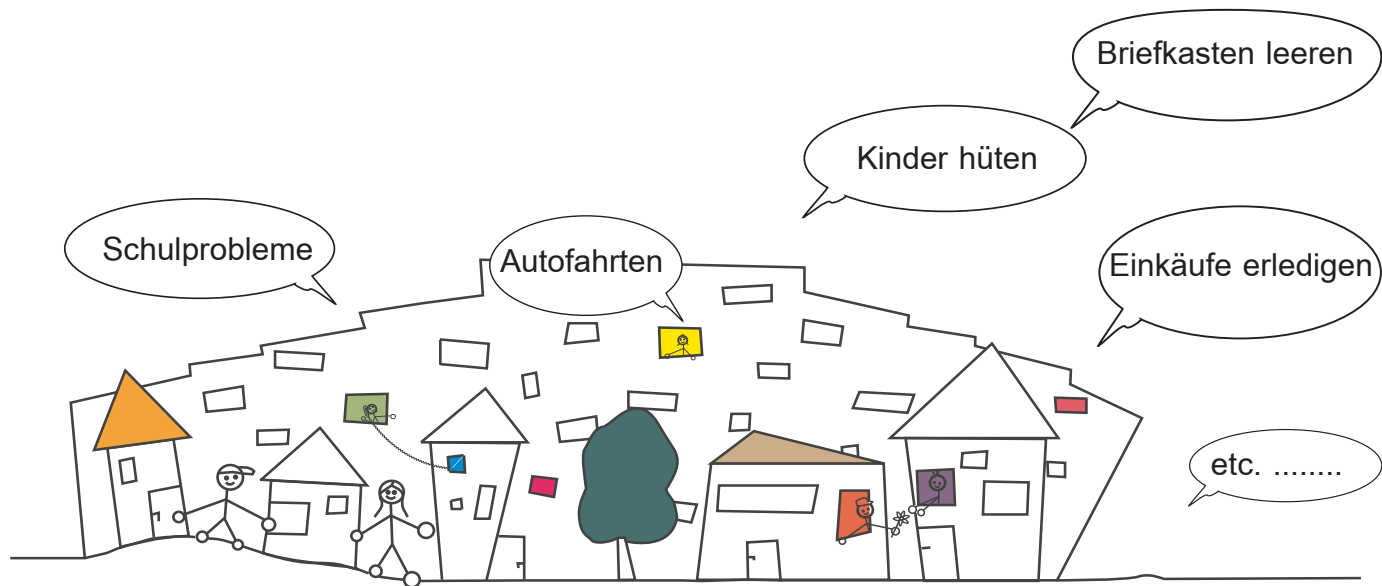 Briefkasten leeren
Kinder hüten
Schulprobleme
Autofahrten
Einkäufe erledigen
etc. ........